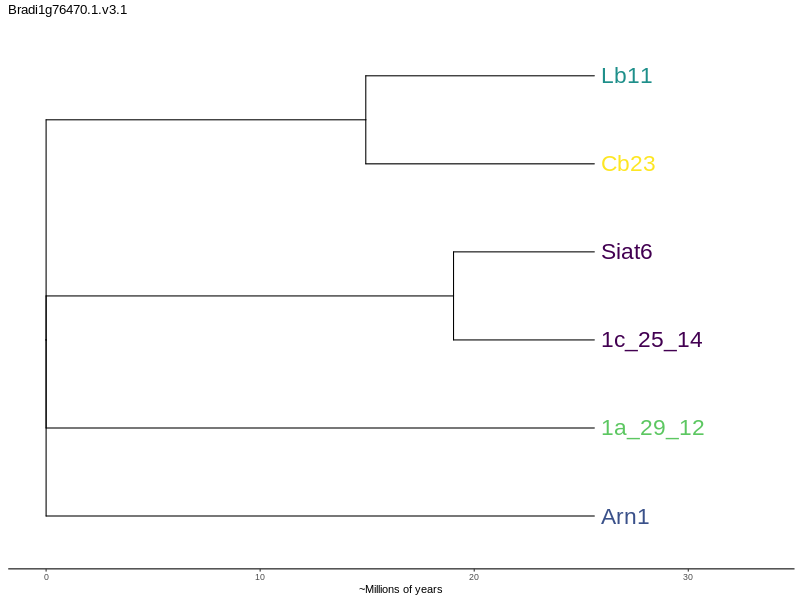 Bradi1g76470.1.v3.1
Lb11
Cb23
Siat6
1c_25_14
1a_29_12
Arn1
0 10 20 30
~Millions of years